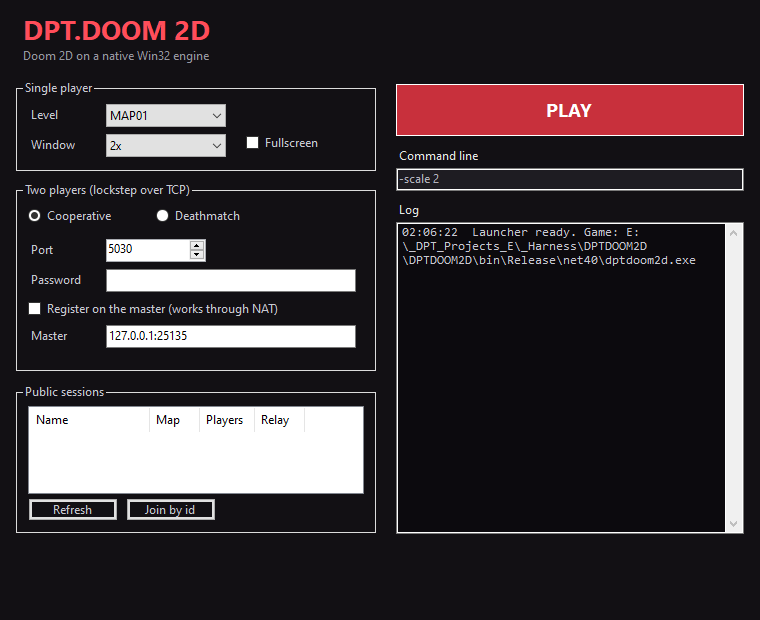 DPT.DOOM 2D
Doom 2D on a native Win32 engine
Single player
Level
MAP01
Window
2x
Fullscreen
Two players (lockstep over TCP)
Cooperative
Deathmatch
Port
5030
Password
Register on the master (works through NAT)
Master
127.0.0.1:25135
Public sessions
Name Map Players Relay
Refresh
Join by id
PLAY
Command line
-scale 2
Log
02:06:22  Launcher ready. Game: E:
\_DPT_Projects_E\_Harness\DPTDOOM2D
\DPTDOOM2D\bin\Release\net40\dptdoom2d.exe